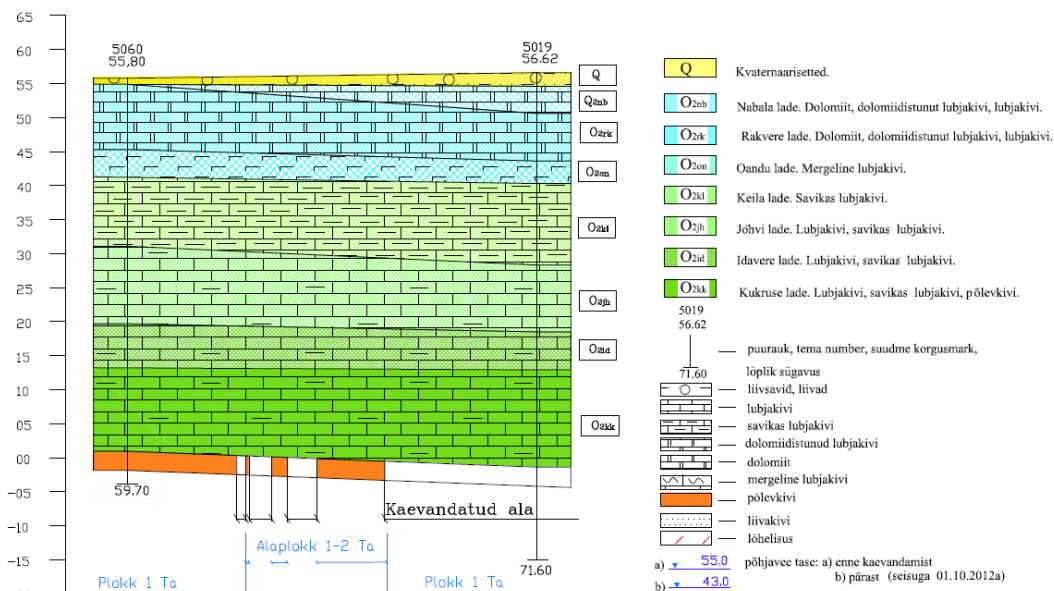 65
60
55
50
45
40
35
30
25
20
15
10
05
00
-05
-10
-15
5060
55,80
5019
56.62
Q
Q2nb
O2rk
O2on
O2kl
O2jh
O2id
O2kk
59.70
71.60
Kaevandatud ala
Alaplokk 1-2 Ta
Plokk 1 Ta
Plokk 1 Ta
Q Kvaternaarisetted.
O2nb Nabala lade. Dolomiit, dolomiidistunut lubjakivi, lubjakivi.
O2rk Rakvere lade. Dolomiit, dolomiidistunut lubjakivi, lubjakivi.
O2on Oandu lade. Mergeline lubjakivi.
O2kl Keila lade. Savikas lubjakivi.
O2jh Jőhvi lade. Lubjakivi, savikas lubjakivi.
O2id Idavere lade. Lubjakivi, savikas lubjakivi.
O2kk Kukruse lade. Lubjakivi, savikas lubjakivi, põlevkivi.
5019
56.62
puurauk, tema number, suudme korgusmark,
lőplik sügavus
71.60
liivsavid, liivad
lubjakivi
savikas lubjakivi
dolomiidistunud lubjakivi
dolomiit
mergeline lubjakivi
põlevkivi
liivakivi
lõhelisus
a) 55.0 põhjavee tase: a) enne kaevandamist
b) 43.0 b) pärast (seisuga 01.10.2012a)